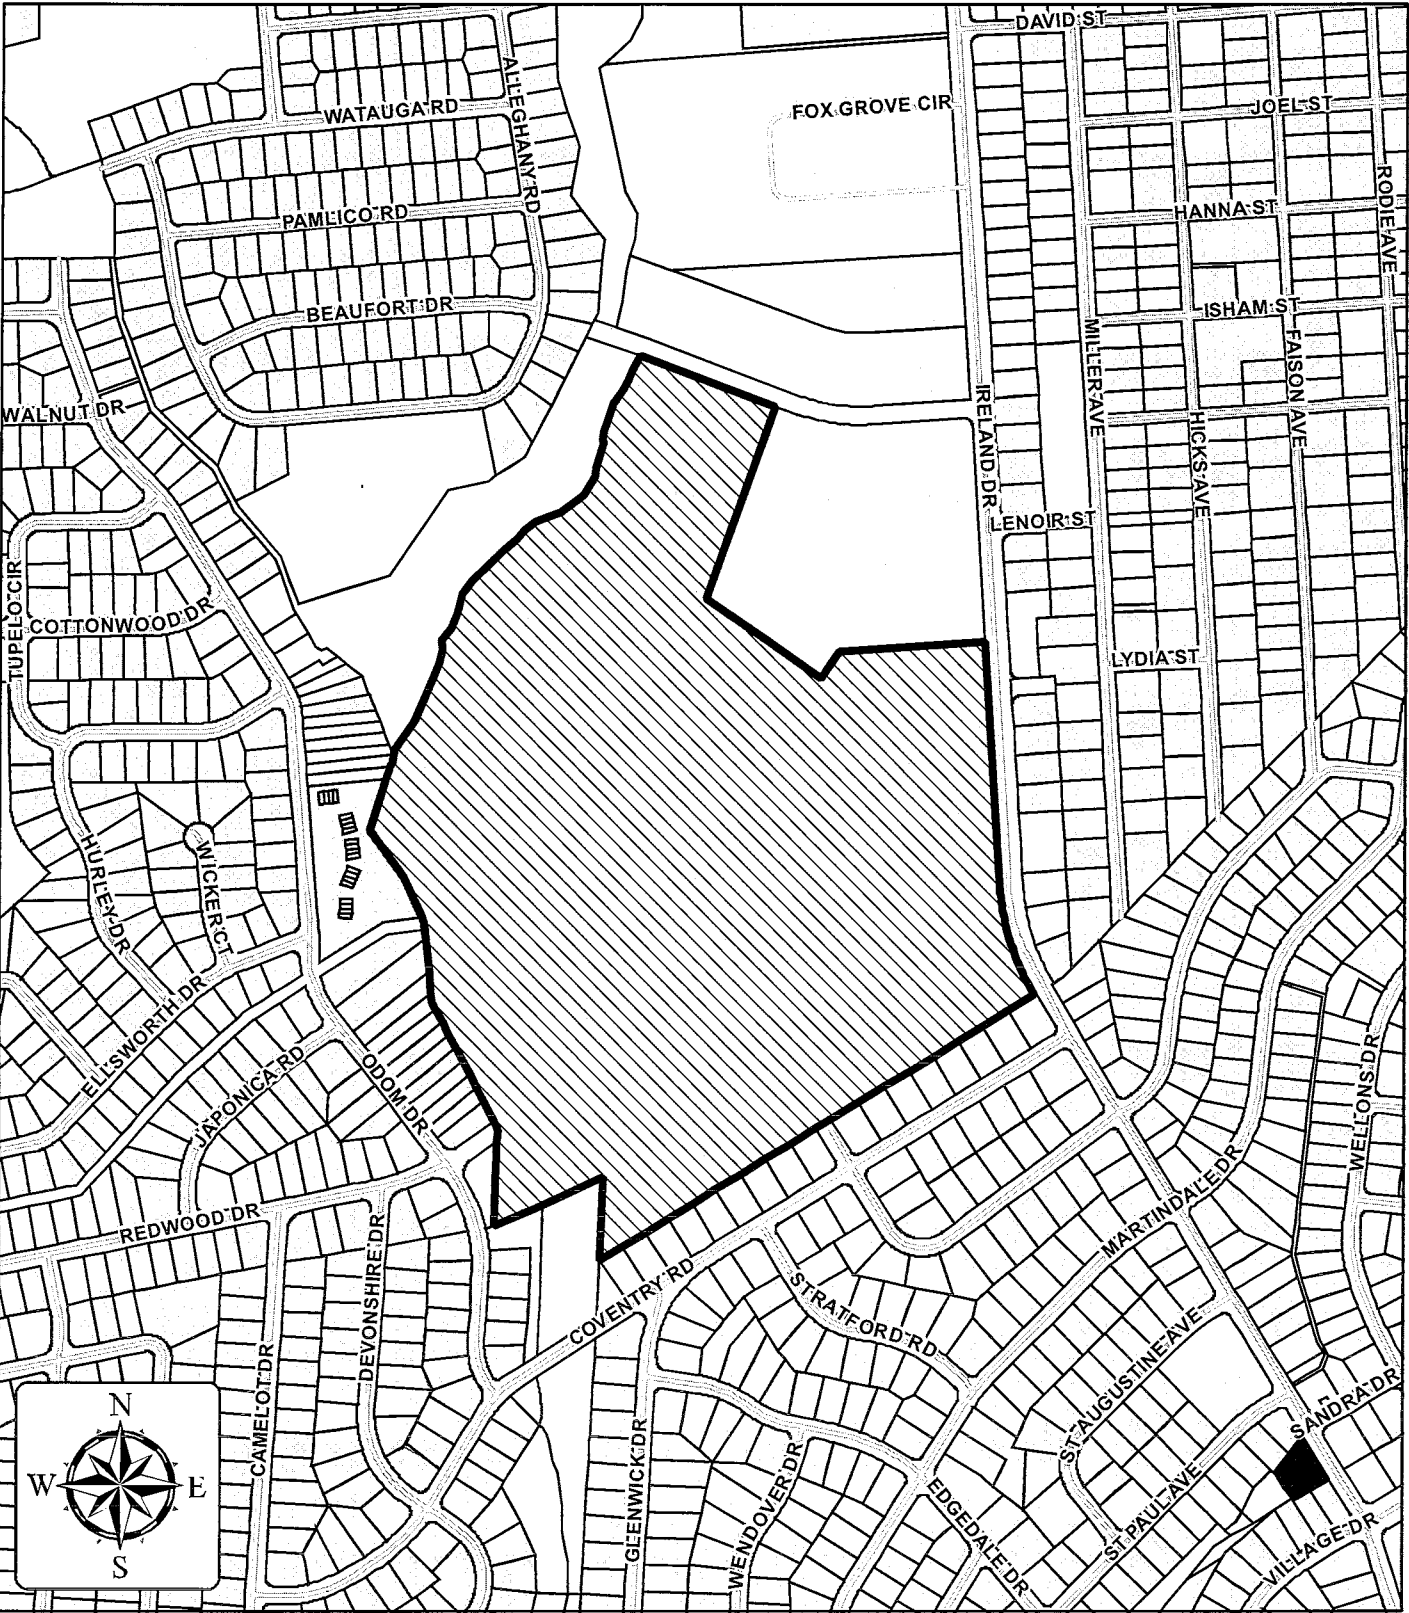 DAVID ST
ALLEGHANY RD
WATAUGA RD
FOX GROVE CIR
JOEL ST
RODIE AVE
PAMLICO RD
HANNA ST
BEAUFORT DR
ISHAM ST
MILLER AVE
FAISON AVE
WALNUT DR
IRELAND DR
HICKS AVE
LENOIR ST
TUPELO CIR
COTTONWOOD DR
LYDIA ST
HURLEY DR
WICKER CT
ELLSWORTH DR
JAPONICA RD
ODOM DR
WELLONS DR
REDWOOD DR
MARTINDALE DR
DEVONSHIRE DR
COVENTRY RD
STRATFORD RD
CAMELOT DR
ST AUGUSTINE AVE
SANDRA DR
GLENWICK DR
WENDOVER DR
EDGEDALE DR
ST PAUL AVE
VILLAGE DR
N
W E
S